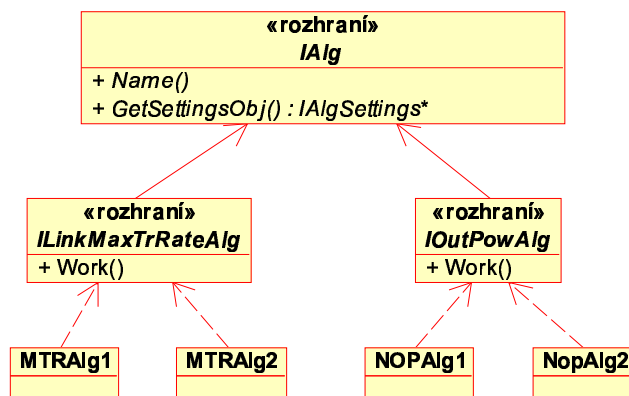 «rozhraní»
IAlg
+ Name()
+ GetSettingsObj() : IAlgSettings*
«rozhraní»
ILinkMaxTrRateAlg
+ Work()
«rozhraní»
IOutPowAlg
+ Work()
MTRAlg1
MTRAlg2
NOPAlg1
NopAlg2